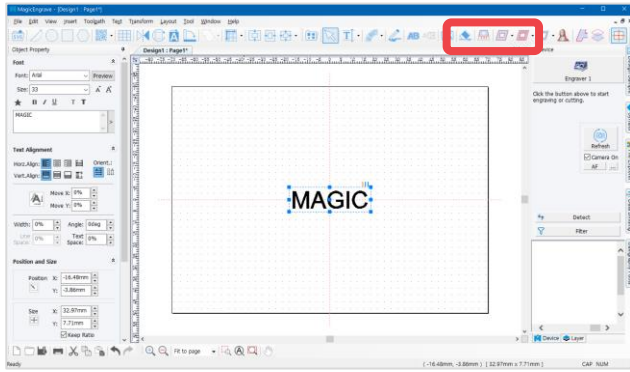 MagicEngrave - [Design1 : Page1*]
File Edit View Insert Toolpath Text Transform Layout Tool Window Help
Object Property
Design1 : Page1*
Font
Font: Arial
Preview
Size: 33
B I U T T
MAGIC
Text Alignment
Horz.Align:
Orient.:
Vert.Align:
Move X: 0%
Move Y: 0%
Width: 0%
Angle: 0deg
Line Space: 0%
Text Space: 0%
Position and Size
Position X: -16.48mm
Y: -3.86mm
Size X: 32.97mm
Y: 7.71mm
Keep Ratio
MAGIC
Engraver 1
Click the button above to start
engraving or cutting.
Refresh
Camera On
AF ...
Detect
Filter
Device Layer
Fit to page
Ready
( -16.48mm, -3.86mm ) [ 32.97mm x 7.71mm ]
CAP NUM